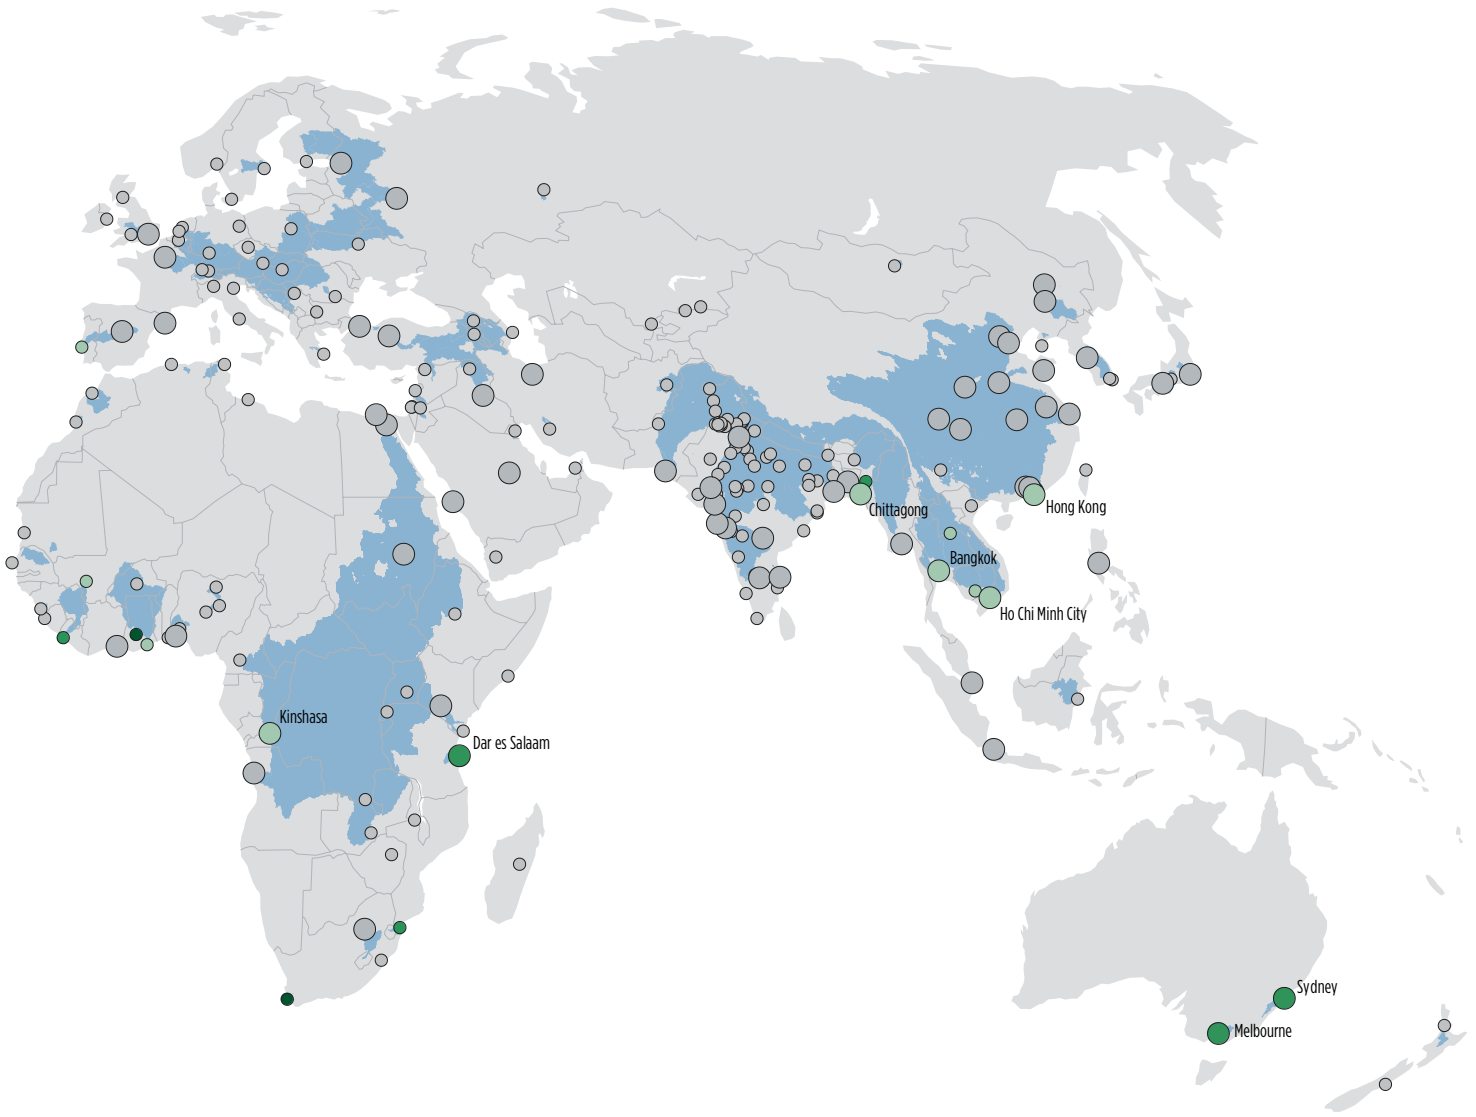 Hong Kong
Chittagong
Bangkok
Ho Chi Minh City
Kinshasa
Dar es Salaam
Sydney
Melbourne